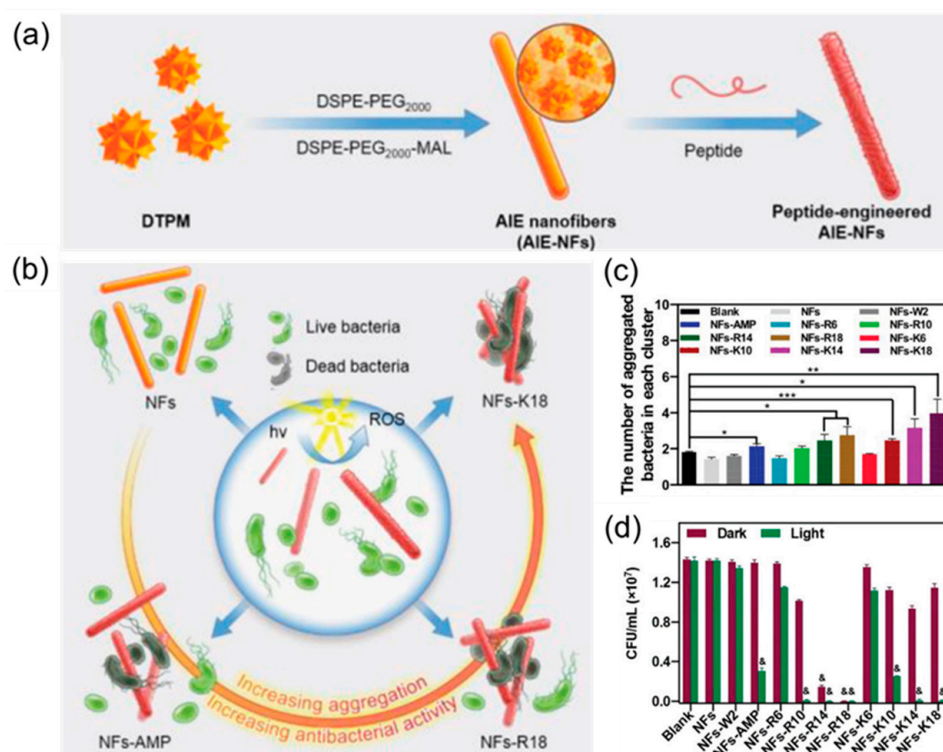 (a)
DSPE-PEG2000
DSPE-PEG2000-MAL
Peptide
DTPM
AIE nanofibers
(AIE-NFs)
Peptide-engineered
AIE-NFs
(b)
Live bacteria
Dead bacteria
NFs
NFs-K18
hv
ROS
NFs-AMP
NFs-R18
Increasing aggregation
Increasing antibacterial activity
(c)
The number of aggregated
bacteria in each cluster
10
8
6
4
2
0
Blank
NFs
NFs-W2
NFs-AMP
NFs-R6
NFs-R10
NFs-R14
NFs-R18
NFs-K6
NFs-K10
NFs-K14
NFs-K18
**
*
***
*
*
(d)
Dark
Light
CFU/mL (×10⁷)
1.6
1.2
0.8
0.4
0.0
&
&
&
&
&&
&
&
&
Blank
NFs
NFs-W2
NFs-AMP
NFs-R6
NFs-R10
NFs-R14
NFs-R18
NFs-K6
NFs-K10
NFs-K14
NFs-K18